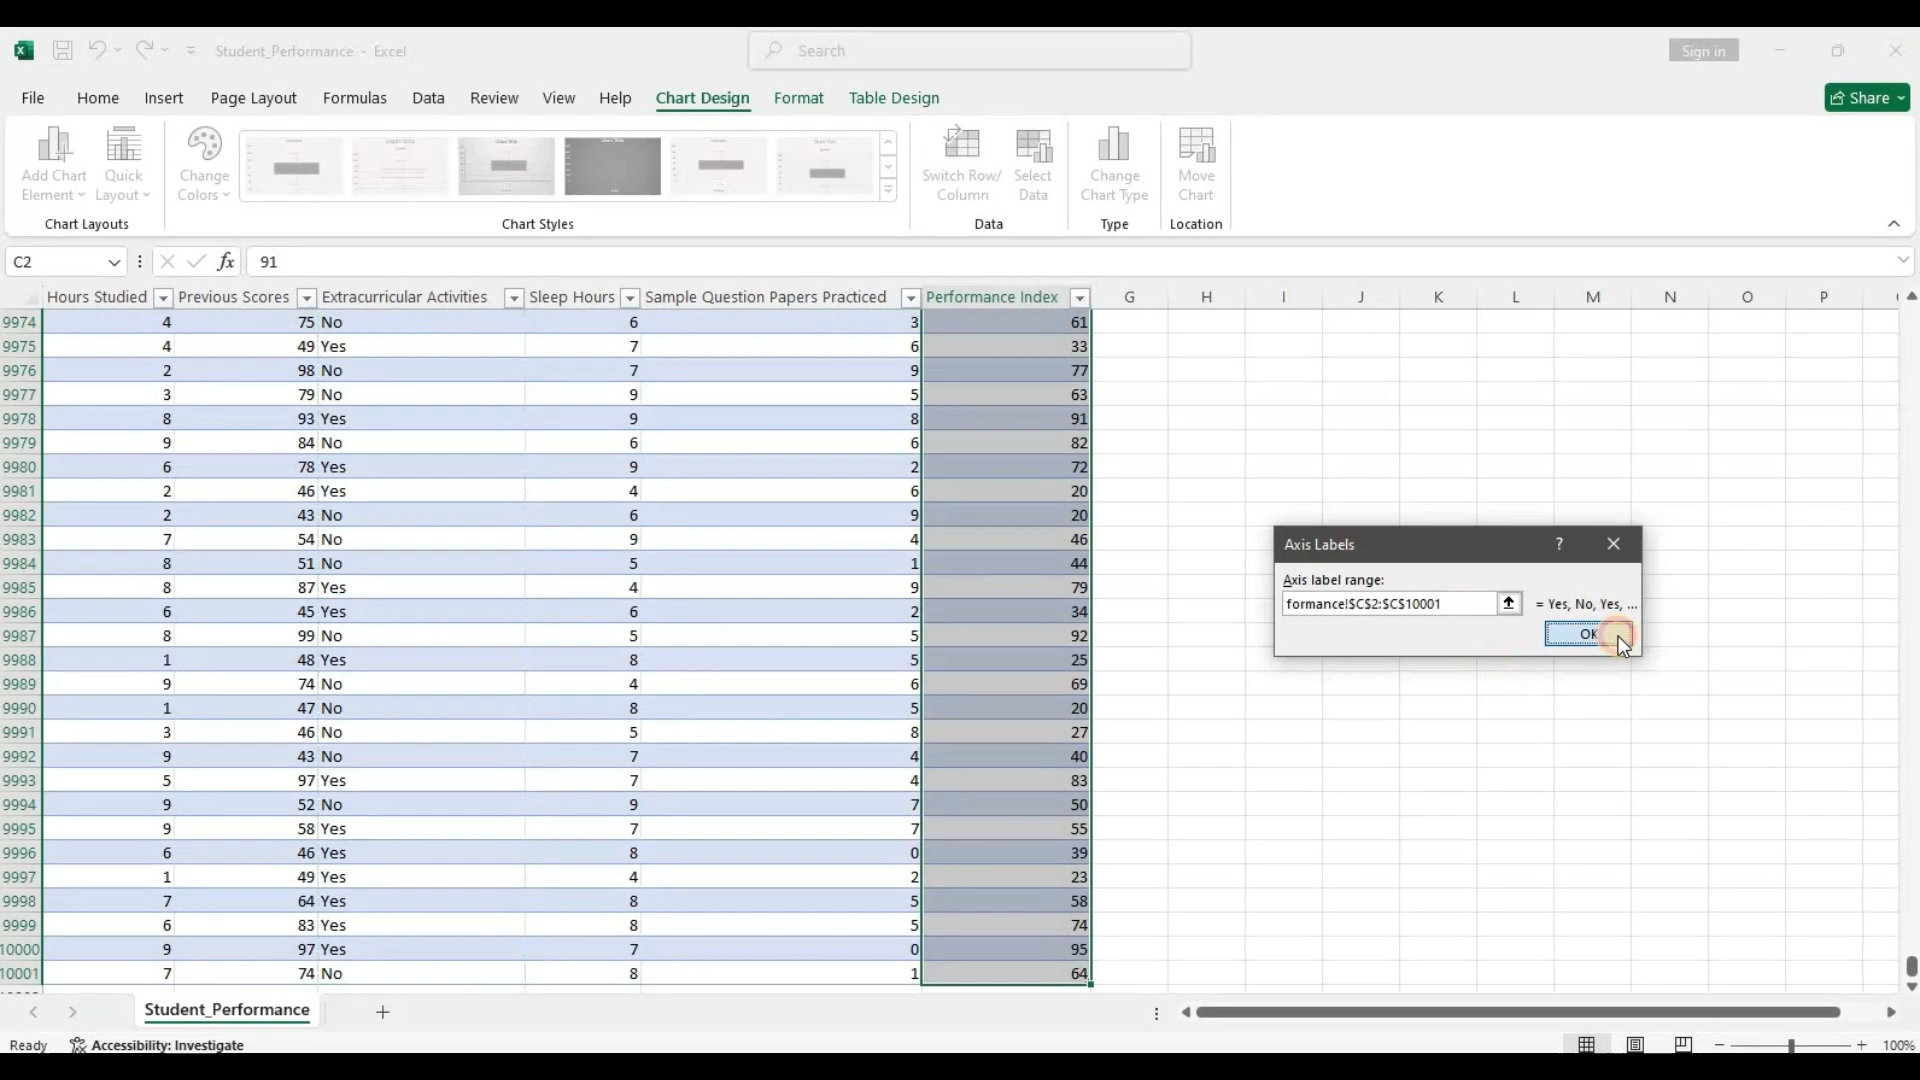 Student_Performance - Excel
Search
Sign in
File Home Insert Page Layout Formulas Data Review View Help Chart Design Format Table Design
Share
Add Chart Element
Quick Layout
Change Colors
Switch Row/ Column
Select Data
Change Chart Type
Move Chart
Chart Layouts Chart Styles Data Type Location
C2 fx 91
Hours Studied Previous Scores Extracurricular Activities Sleep Hours Sample Question Papers Practiced Performance Index G H I J K L M N O P
9974 4 75 No 6 3 61
9975 4 49 Yes 7 6 33
9976 2 98 No 7 9 77
9977 3 79 No 9 5 63
9978 8 93 Yes 9 8 91
9979 9 84 No 6 6 82
9980 6 78 Yes 9 2 72
9981 2 46 Yes 4 6 20
9982 2 43 No 6 9 20
9983 7 54 No 9 4 46
9984 8 51 No 5 1 44
9985 8 87 Yes 4 9 79
9986 6 45 Yes 6 2 34
9987 8 99 No 5 5 92
9988 1 48 Yes 8 5 25
9989 9 74 No 4 6 69
9990 1 47 No 8 5 20
9991 3 46 No 5 8 27
9992 9 43 No 7 4 40
9993 5 97 Yes 7 4 83
9994 9 52 No 9 7 50
9995 9 58 Yes 7 7 55
9996 6 46 Yes 8 0 39
9997 1 49 Yes 4 2 23
9998 7 64 Yes 8 5 58
9999 6 83 Yes 8 5 74
10000 9 97 Yes 7 0 95
10001 7 74 No 8 1 64
Axis Labels ?
Axis label range:
formance!$C$2:$C$10001 = Yes, No, Yes, ...
OK
Student_Performance
Ready Accessibility: Investigate 100%